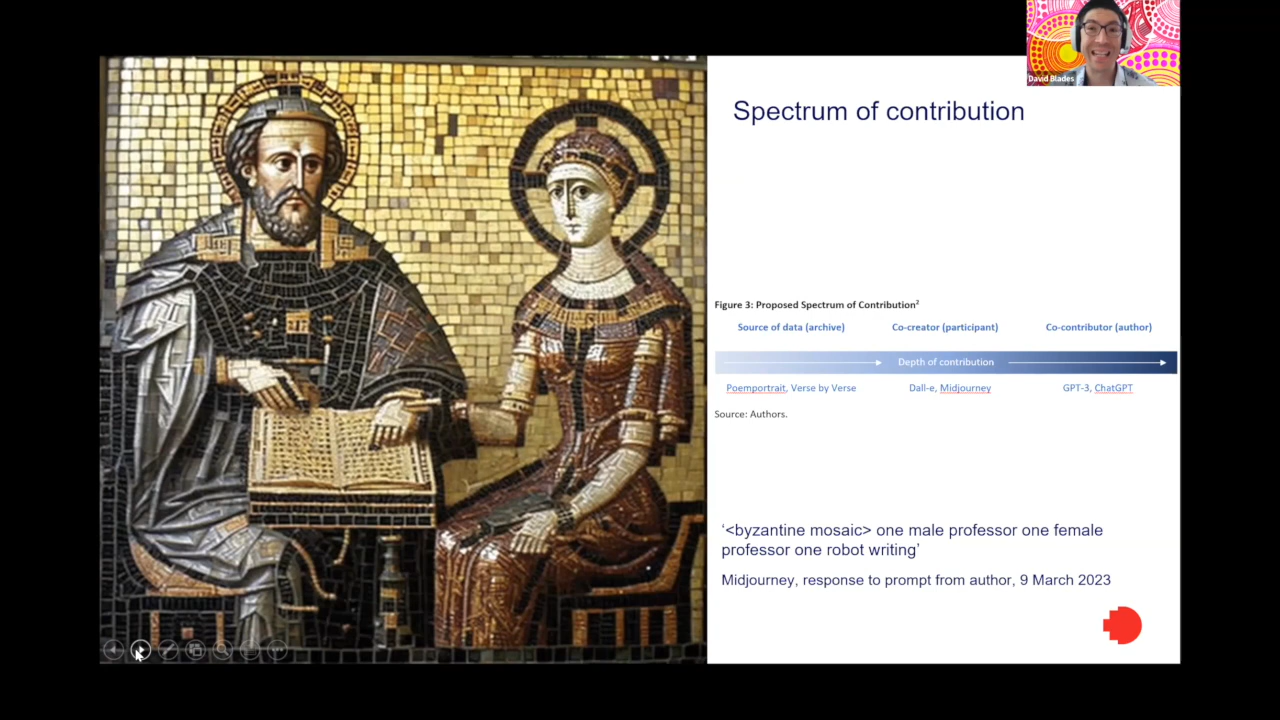 David Blades
Spectrum of contribution
Figure 3: Proposed Spectrum of Contribution²
Source of data (archive) Co-creator (participant) Co-contributor (author)
Depth of contribution
Poemportrait, Verse by Verse Dall-e, Midjourney GPT-3, ChatGPT
Source: Authors.
‘<byzantine mosaic> one male professor one female
professor one robot writing’
Midjourney, response to prompt from author, 9 March 2023